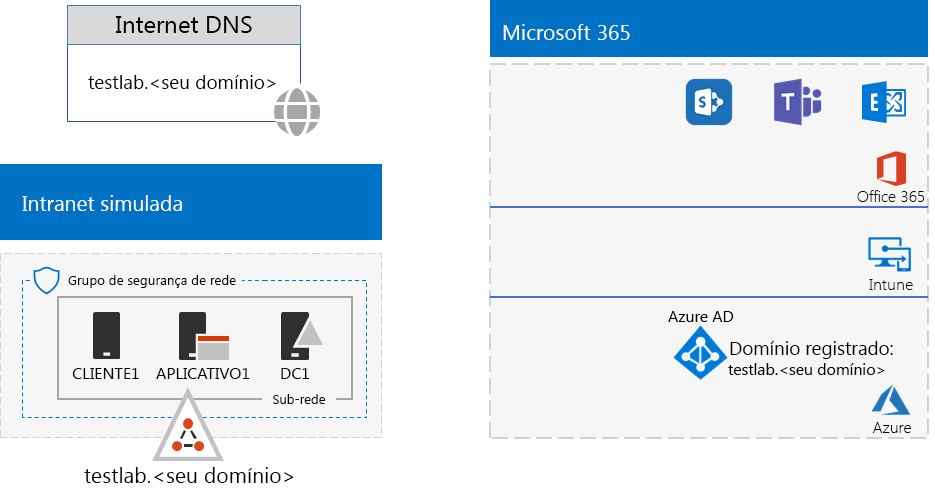 Internet DNS
testlab.<seu domínio>
Intranet simulada
Grupo de segurança de rede
CLIENTE1
APLICATIVO1
DC1
Sub-rede
testlab.<seu domínio>
Microsoft 365
S
T
E
Office 365
Intune
Azure AD
Domínio registrado:
testlab.<seu domínio>
Azure